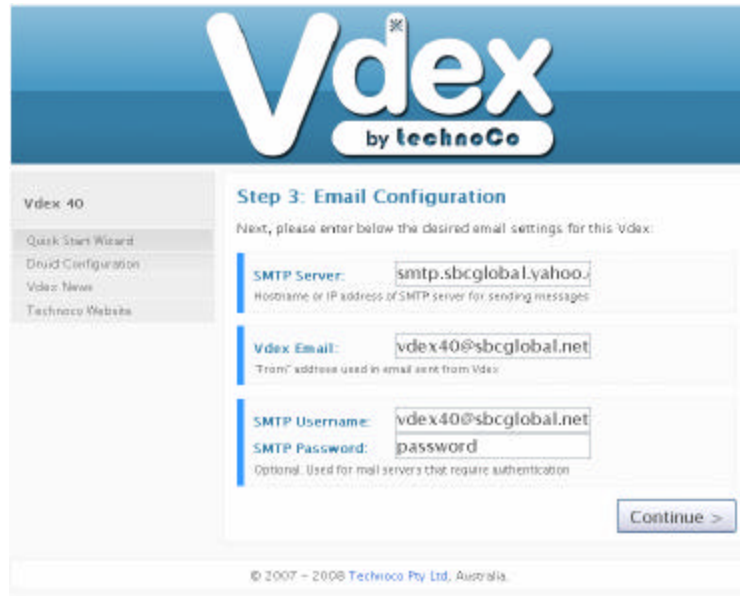 Vdex
by technoCo
Vdex 40
Quick Start Wizard
Druid Configuration
Vdex News
Technoco Website
Step 3: Email Configuration
Next, please enter below the desired email settings for this Vdex:
SMTP Server: smtp.sbcglobal.yahoo.
Hostname or IP address of SMTP server for sending messages
Vdex Email: vdex40@sbcglobal.net
"From" address used in email sent from Vdex
SMTP Username: vdex40@sbcglobal.net
SMTP Password: password
Optional. Used for mail servers that require authentication
Continue >
© 2007 – 2008 Technoco Pty Ltd, Australia.